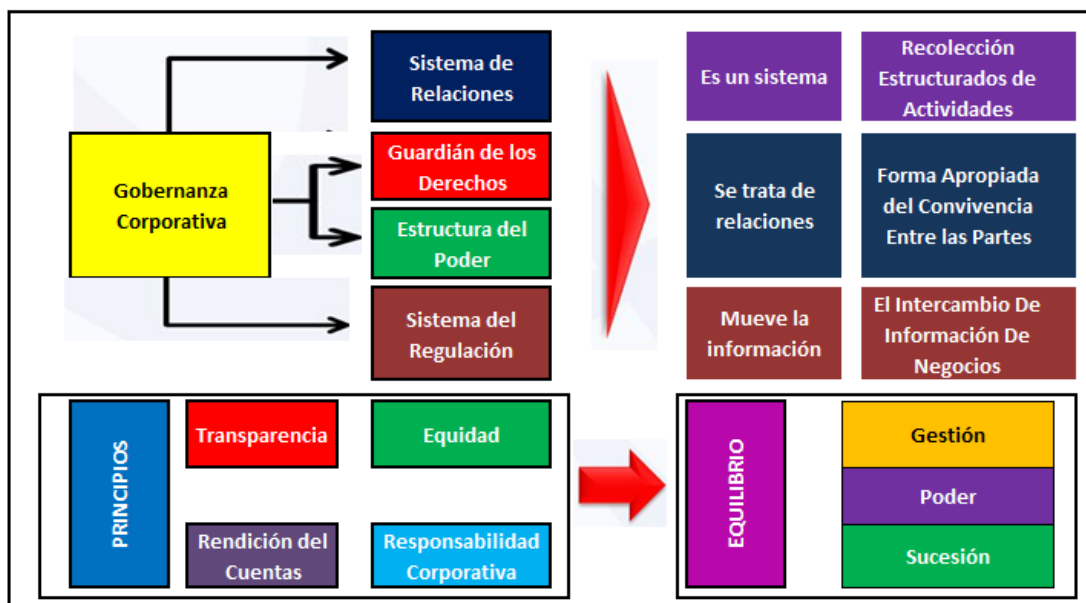 Sistema de
Relaciones
Es un sistema
Recolección
Estructurados de
Actividades
Gobernanza
Corporativa
Guardián de los
Derechos
Estructura del
Poder
Se trata de
relaciones
Forma Apropiada
del Convivencia
Entre las Partes
Sistema del
Regulación
Mueve la
información
El Intercambio De
Información De
Negocios
PRINCIPIOS
Transparencia
Equidad
Rendición del
Cuentas
Responsabilidad
Corporativa
EQUILIBRIO
Gestión
Poder
Sucesión